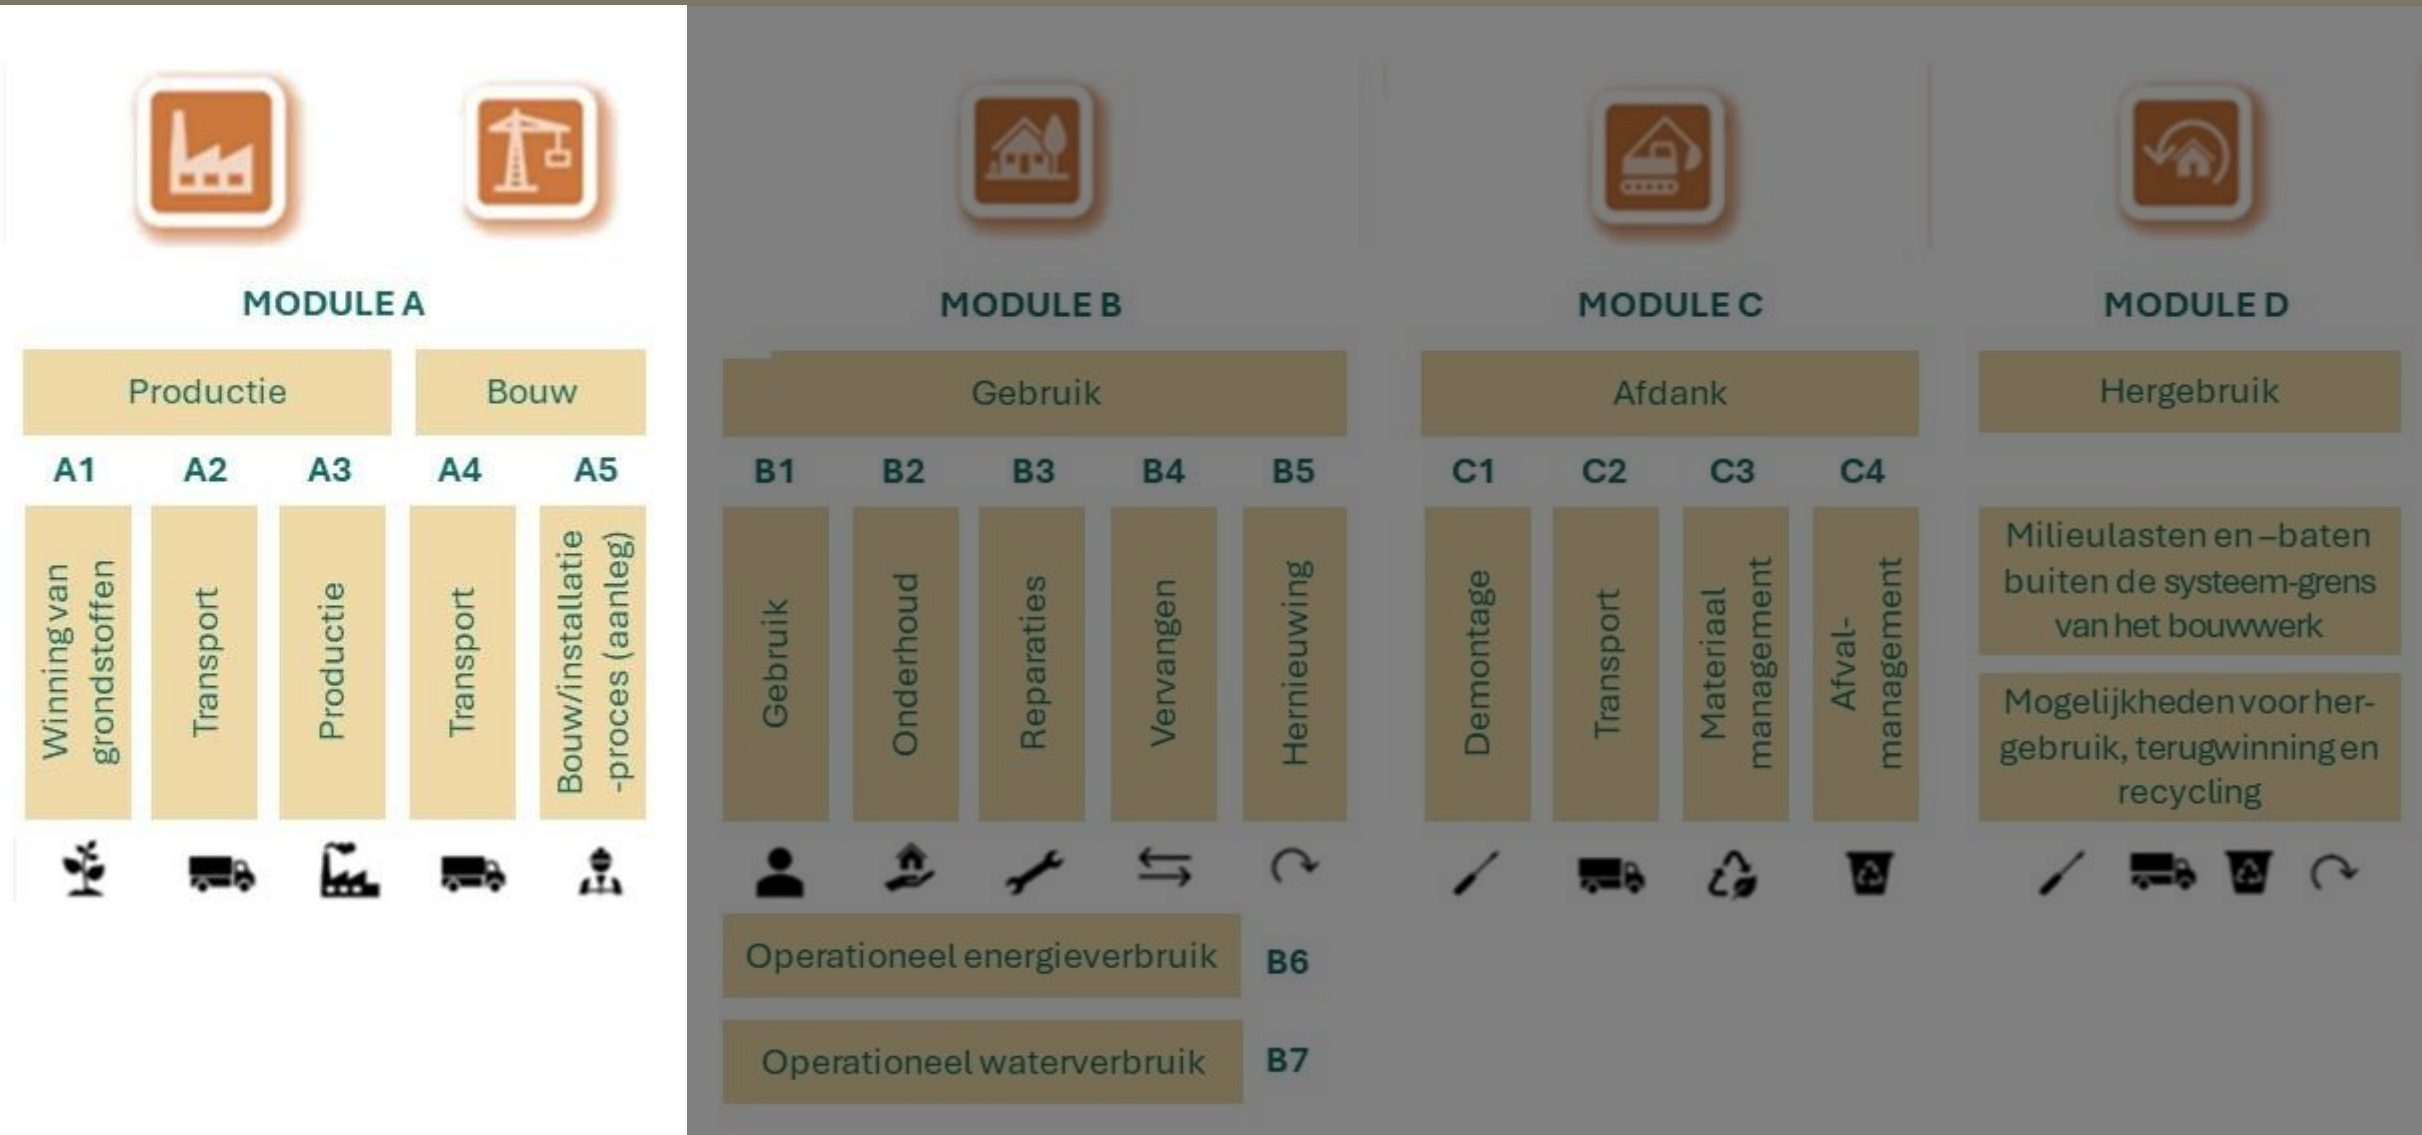 MODULE A
MODULE B
MODULE C
MODULE D
Productie
Bouw
Gebruik
Afdank
Hergebruik
A1
A2
A3
A4
A5
B1
B2
B3
B4
B5
C1
C2
C3
C4
Winning van
grondstoffen
Transport
Productie
Transport
Bouw/installatie
-proces (aanleg)
Gebruik
Onderhoud
Reparaties
Vervangen
Hernieuwing
Demontage
Transport
Materiaal
management
Afval-
management
Milieulasten en –baten
buiten de systeem-grens
van het bouwwerk
Mogelijkheden voor her-
gebruik, terugwinning en
recycling
Operationeel energieverbruik
B6
Operationeel waterverbruik
B7